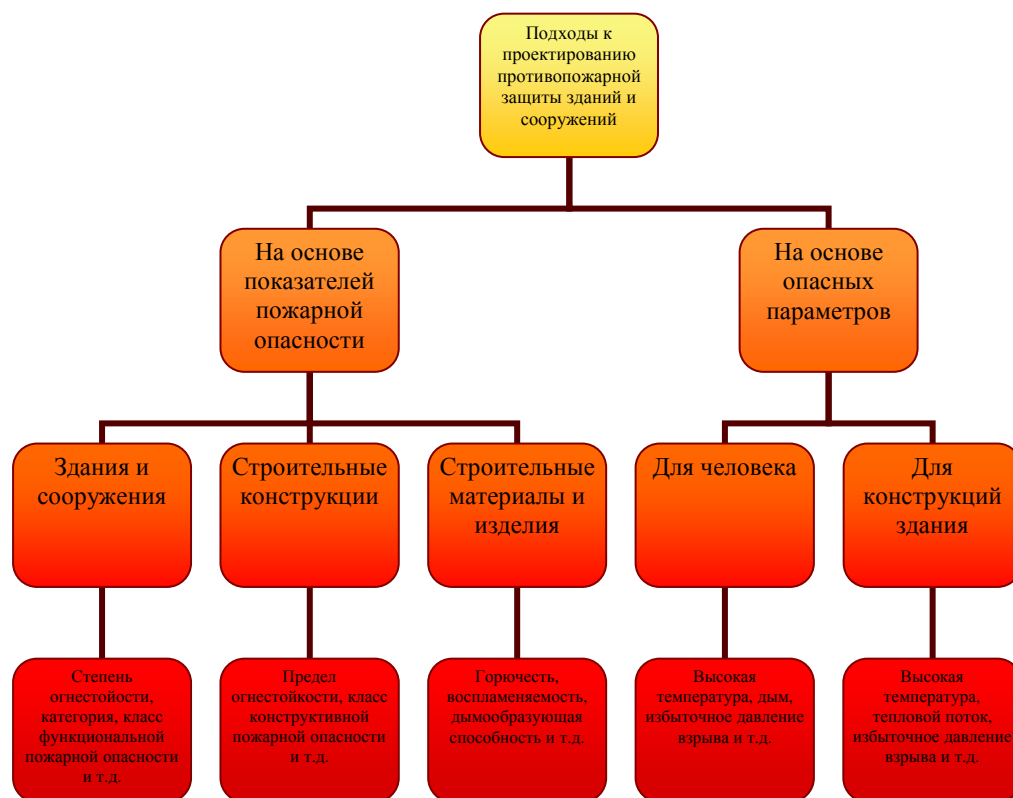 Подходы к
проектированию
противопожарной
защиты зданий и
сооружений
На основе
показателей
пожарной
опасности
На основе
опасных
параметров
Здания и
сооружения
Строительные
конструкции
Строительные
материалы и
изделия
Для человека
Для
конструкций
здания
Степень
огнестойости,
категория, класс
функциональной
пожарной опасности
и т.д.
Предел
огнестойкости, класс
конструктивной
пожарной опасности
и т.д.
Горючесть,
воспламеняемость,
дымообразующая
способность и т.д.
Высокая
температура, дым,
избыточное давление
взрыва и т.д.
Высокая
температура,
тепловой поток,
избыточное давление
взрыва и т.д.